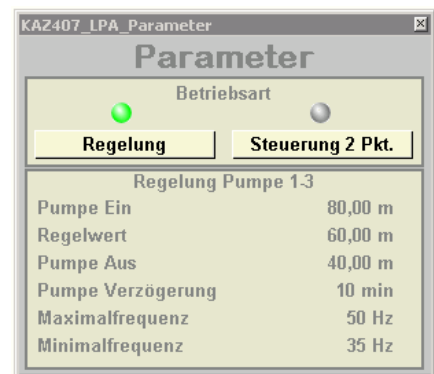 KAZ407_LPA_Parameter
Parameter
Betriebsart
Regelung Steuerung 2 Pkt.
Regelung Pumpe 1-3
Pumpe Ein 80,00 m
Regelwert 60,00 m
Pumpe Aus 40,00 m
Pumpe Verzögerung 10 min
Maximalfrequenz 50 Hz
Minimalfrequenz 35 Hz